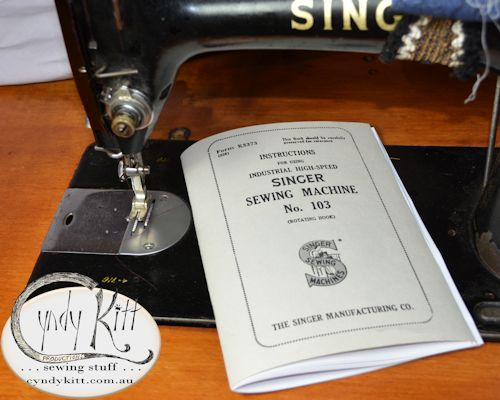 SING
Form K5373
(528)
This Book should be carefully
preserved for reference
INSTRUCTIONS
FOR USING
INDUSTRIAL HIGH-SPEED
SINGER
SEWING MACHINE
No. 103
(ROTATING HOOK)
SINGER
SEWING
MACHINES
THE SINGER MANUFACTURING CO.
Cyndy Kitt
PRODUCTIONS
... sewing stuff ...
cyndykitt.com.au